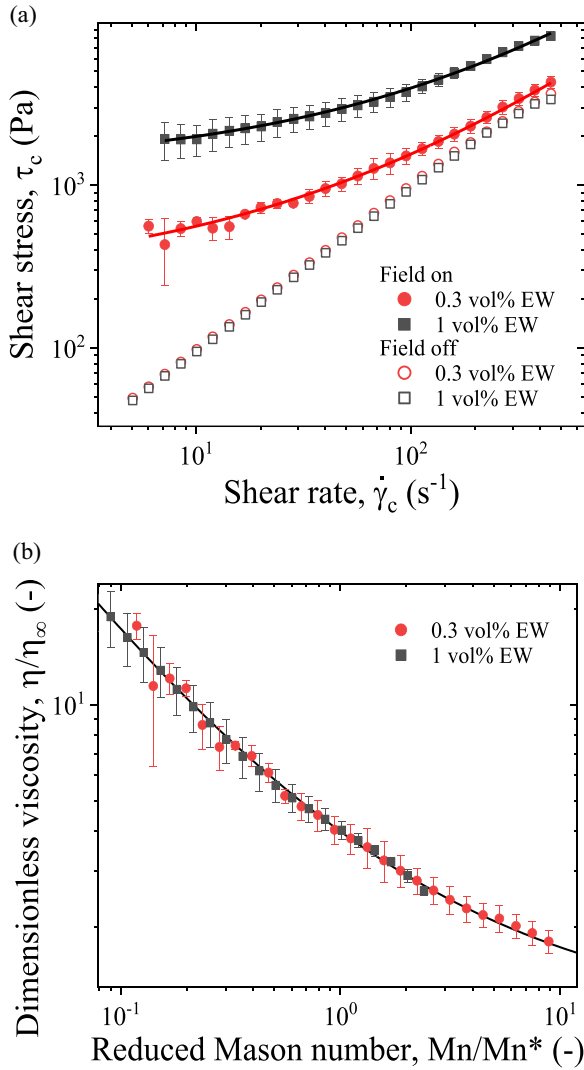 (a)
Shear stress, τc (Pa)
10³
10²
Field on
0.3 vol% EW
1 vol% EW
Field off
0.3 vol% EW
1 vol% EW
10¹
10²
Shear rate, γ̇c (s⁻¹)
(b)
Dimensionless viscosity, η/η∞ (-)
10¹
0.3 vol% EW
1 vol% EW
10⁻¹
10⁰
10¹
Reduced Mason number, Mn/Mn* (-)